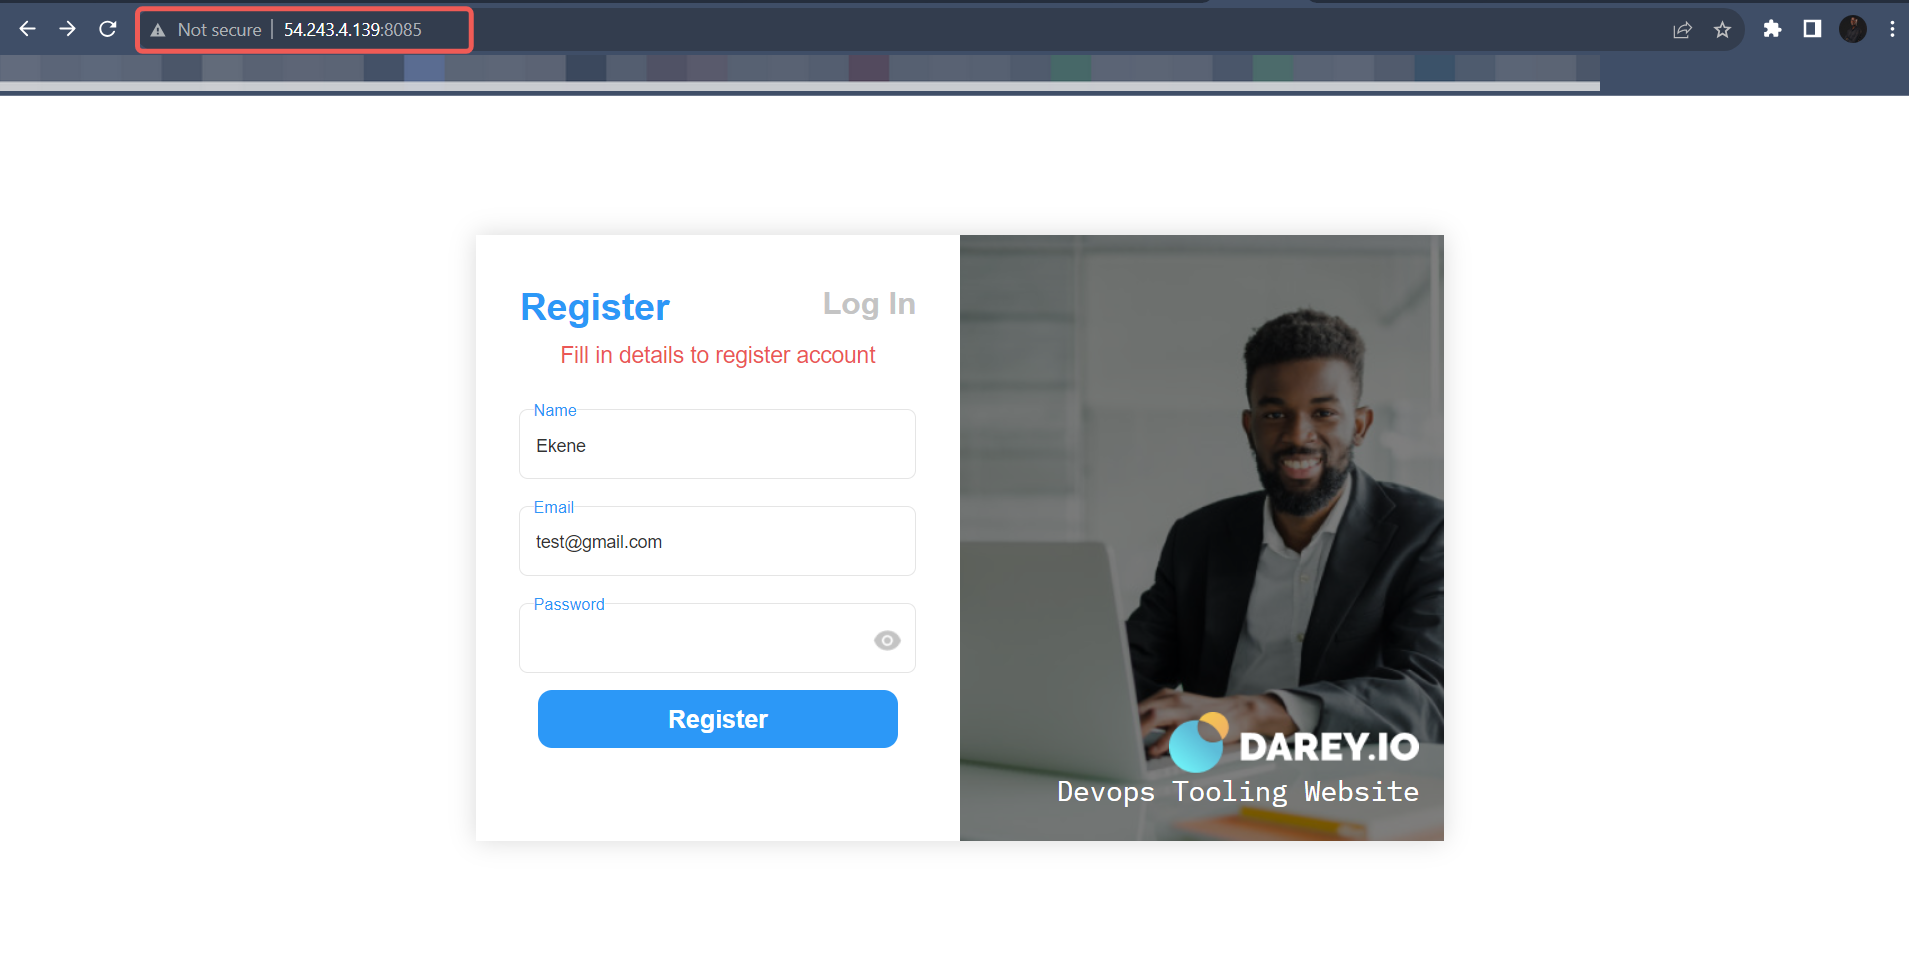 Not secure | 54.243.4.139:8085
Register
Log In
Fill in details to register account
Name
Ekene
Email
test@gmail.com
Password
Register
DAREY.IO
Devops Tooling Website